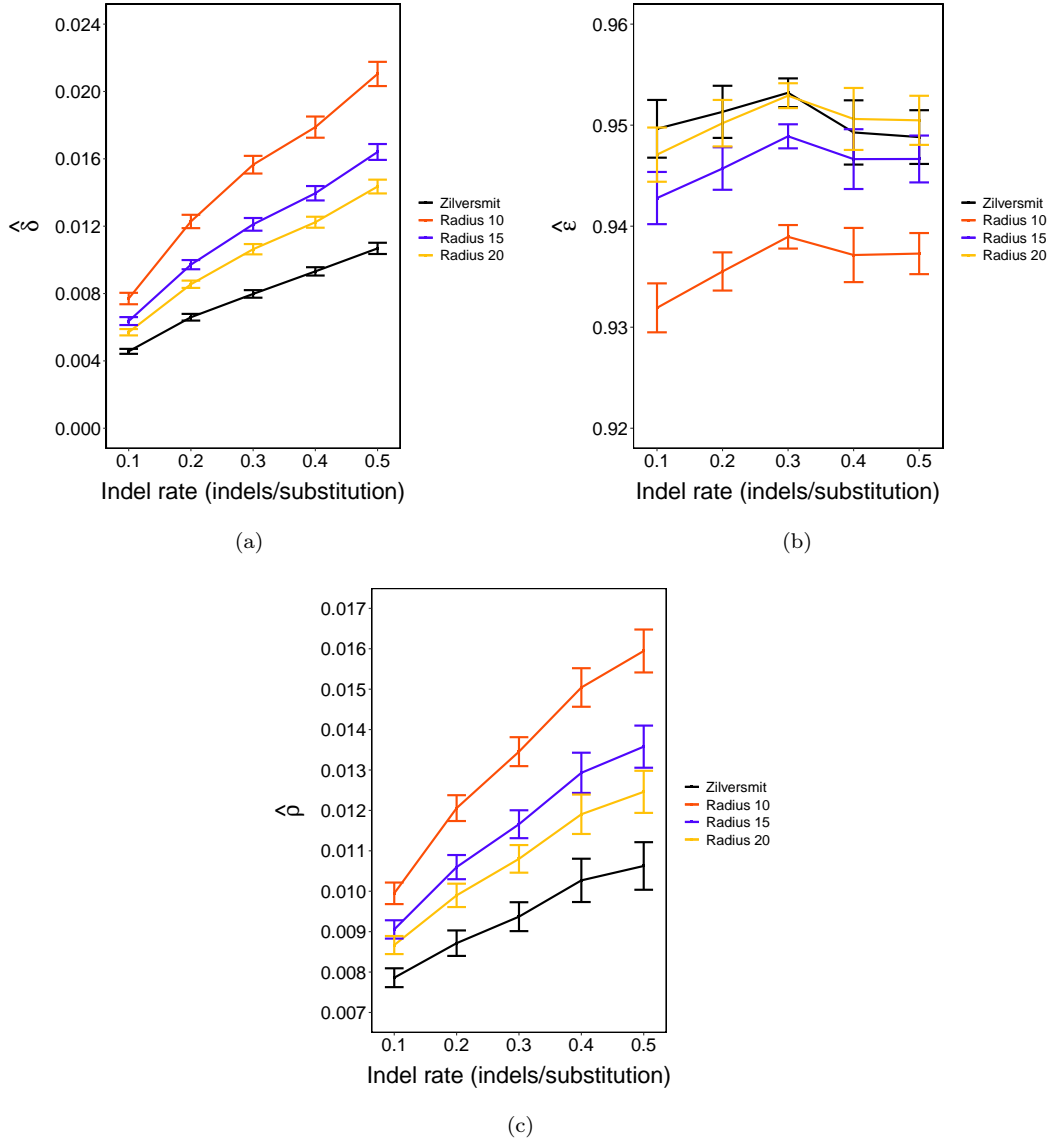 0.024
0.020
0.016
0.012
0.008
0.004
0.000
δ̂
0.1 0.2 0.3 0.4 0.5
Indel rate (indels/substitution)
Zilversmit
Radius 10
Radius 15
Radius 20
(a)
0.96
0.95
0.94
0.93
0.92
ε̂
0.1 0.2 0.3 0.4 0.5
Indel rate (indels/substitution)
Zilversmit
Radius 10
Radius 15
Radius 20
(b)
0.017
0.016
0.015
0.014
0.013
0.012
0.011
0.010
0.009
0.008
0.007
ρ̂
0.1 0.2 0.3 0.4 0.5
Indel rate (indels/substitution)
Zilversmit
Radius 10
Radius 15
Radius 20
(c)